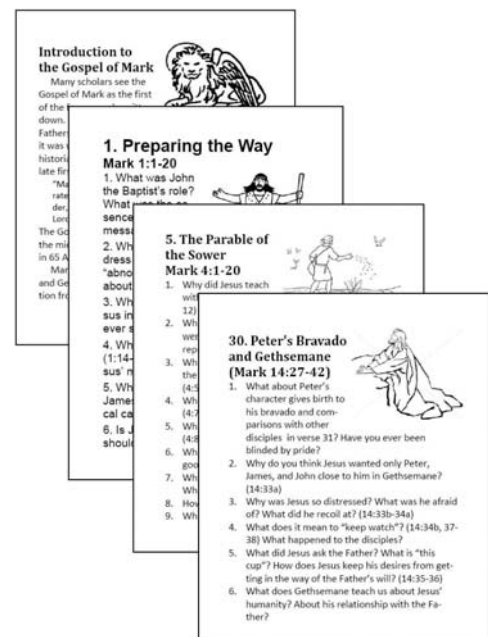 Introduction to
the Gospel of Mark
Many scholars see the
Gospel of Mark as the first
of the
down.
Father
it was
histori
late fir
"Ma
rate
der,
Lord
The Go
the mi
in 65 A
Mar
and Ge
tion fro
1. Preparing the Way
Mark 1:1-20
1. What was John
the Baptist's role?
What was the
sence
messa
2. Wh
dress
"abno
about
3. Wh
sus in
ever s
4. Wh
(1:14-
sus' m
5. Wh
James
cal ca
6. Is J
shoul
5. The Parable of
the Sower
Mark 4:1-20
1. Why did Jesus teach
with
12)
2. Wh
wer
rep
3. Wh
the
(4:5
4. Wh
(4:7
5. Wh
(4:8
6. Wh
goo
7. Wh
Wh
8. How
9. Wh
30. Peter's Bravado
and Gethsemane
(Mark 14:27-42)
1. What about Peter's
character gives birth to
his bravado and com-
parisons with other
disciples in verse 31? Have you ever been
blinded by pride?
2. Why do you think Jesus wanted only Peter,
James, and John close to him in Gethsemane?
(14:33a)
3. Why was Jesus so distressed? What was he afraid
of? What did he recoil at? (14:33b-34a)
4. What does it mean to "keep watch"? (14:34b, 37-
38) What happened to the disciples?
5. What did Jesus ask the Father? What is "this
cup"? How does Jesus keep his desires from get-
ting in the way of the Father's will? (14:35-36)
6. What does Gethsemane teach us about Jesus'
humanity? About his relationship with the Fa-
ther?